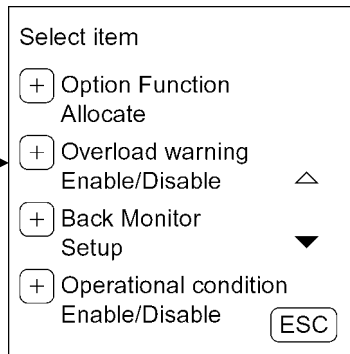 Select item
+ Option Function
Allocate
+ Overload warning
Enable/Disable
+ Back Monitor
Setup
+ Operational condition
Enable/Disable
ESC